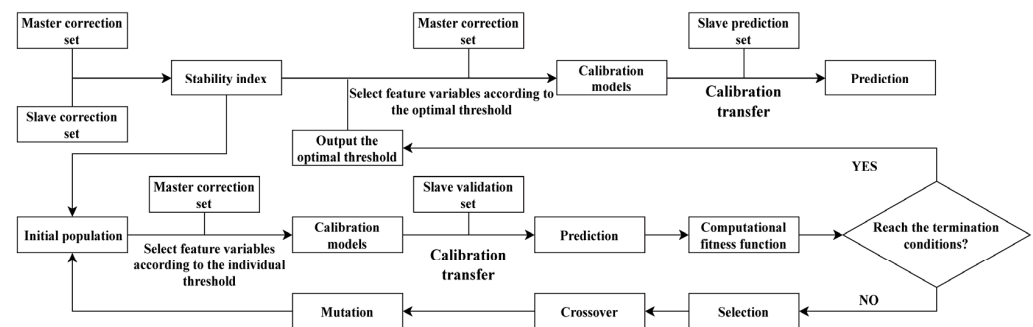 Master correction
set
Slave correction
set
Stability index
Master correction
set
Select feature variables according to
the optimal threshold
Calibration
models
Slave prediction
set
Calibration
transfer
Prediction
Output the
optimal threshold
YES
Initial population
Master correction
set
Select feature variables
according to the individual
threshold
Calibration
models
Slave validation
set
Calibration
transfer
Prediction
Computational
fitness function
Reach the termination
conditions?
NO
Selection
Crossover
Mutation